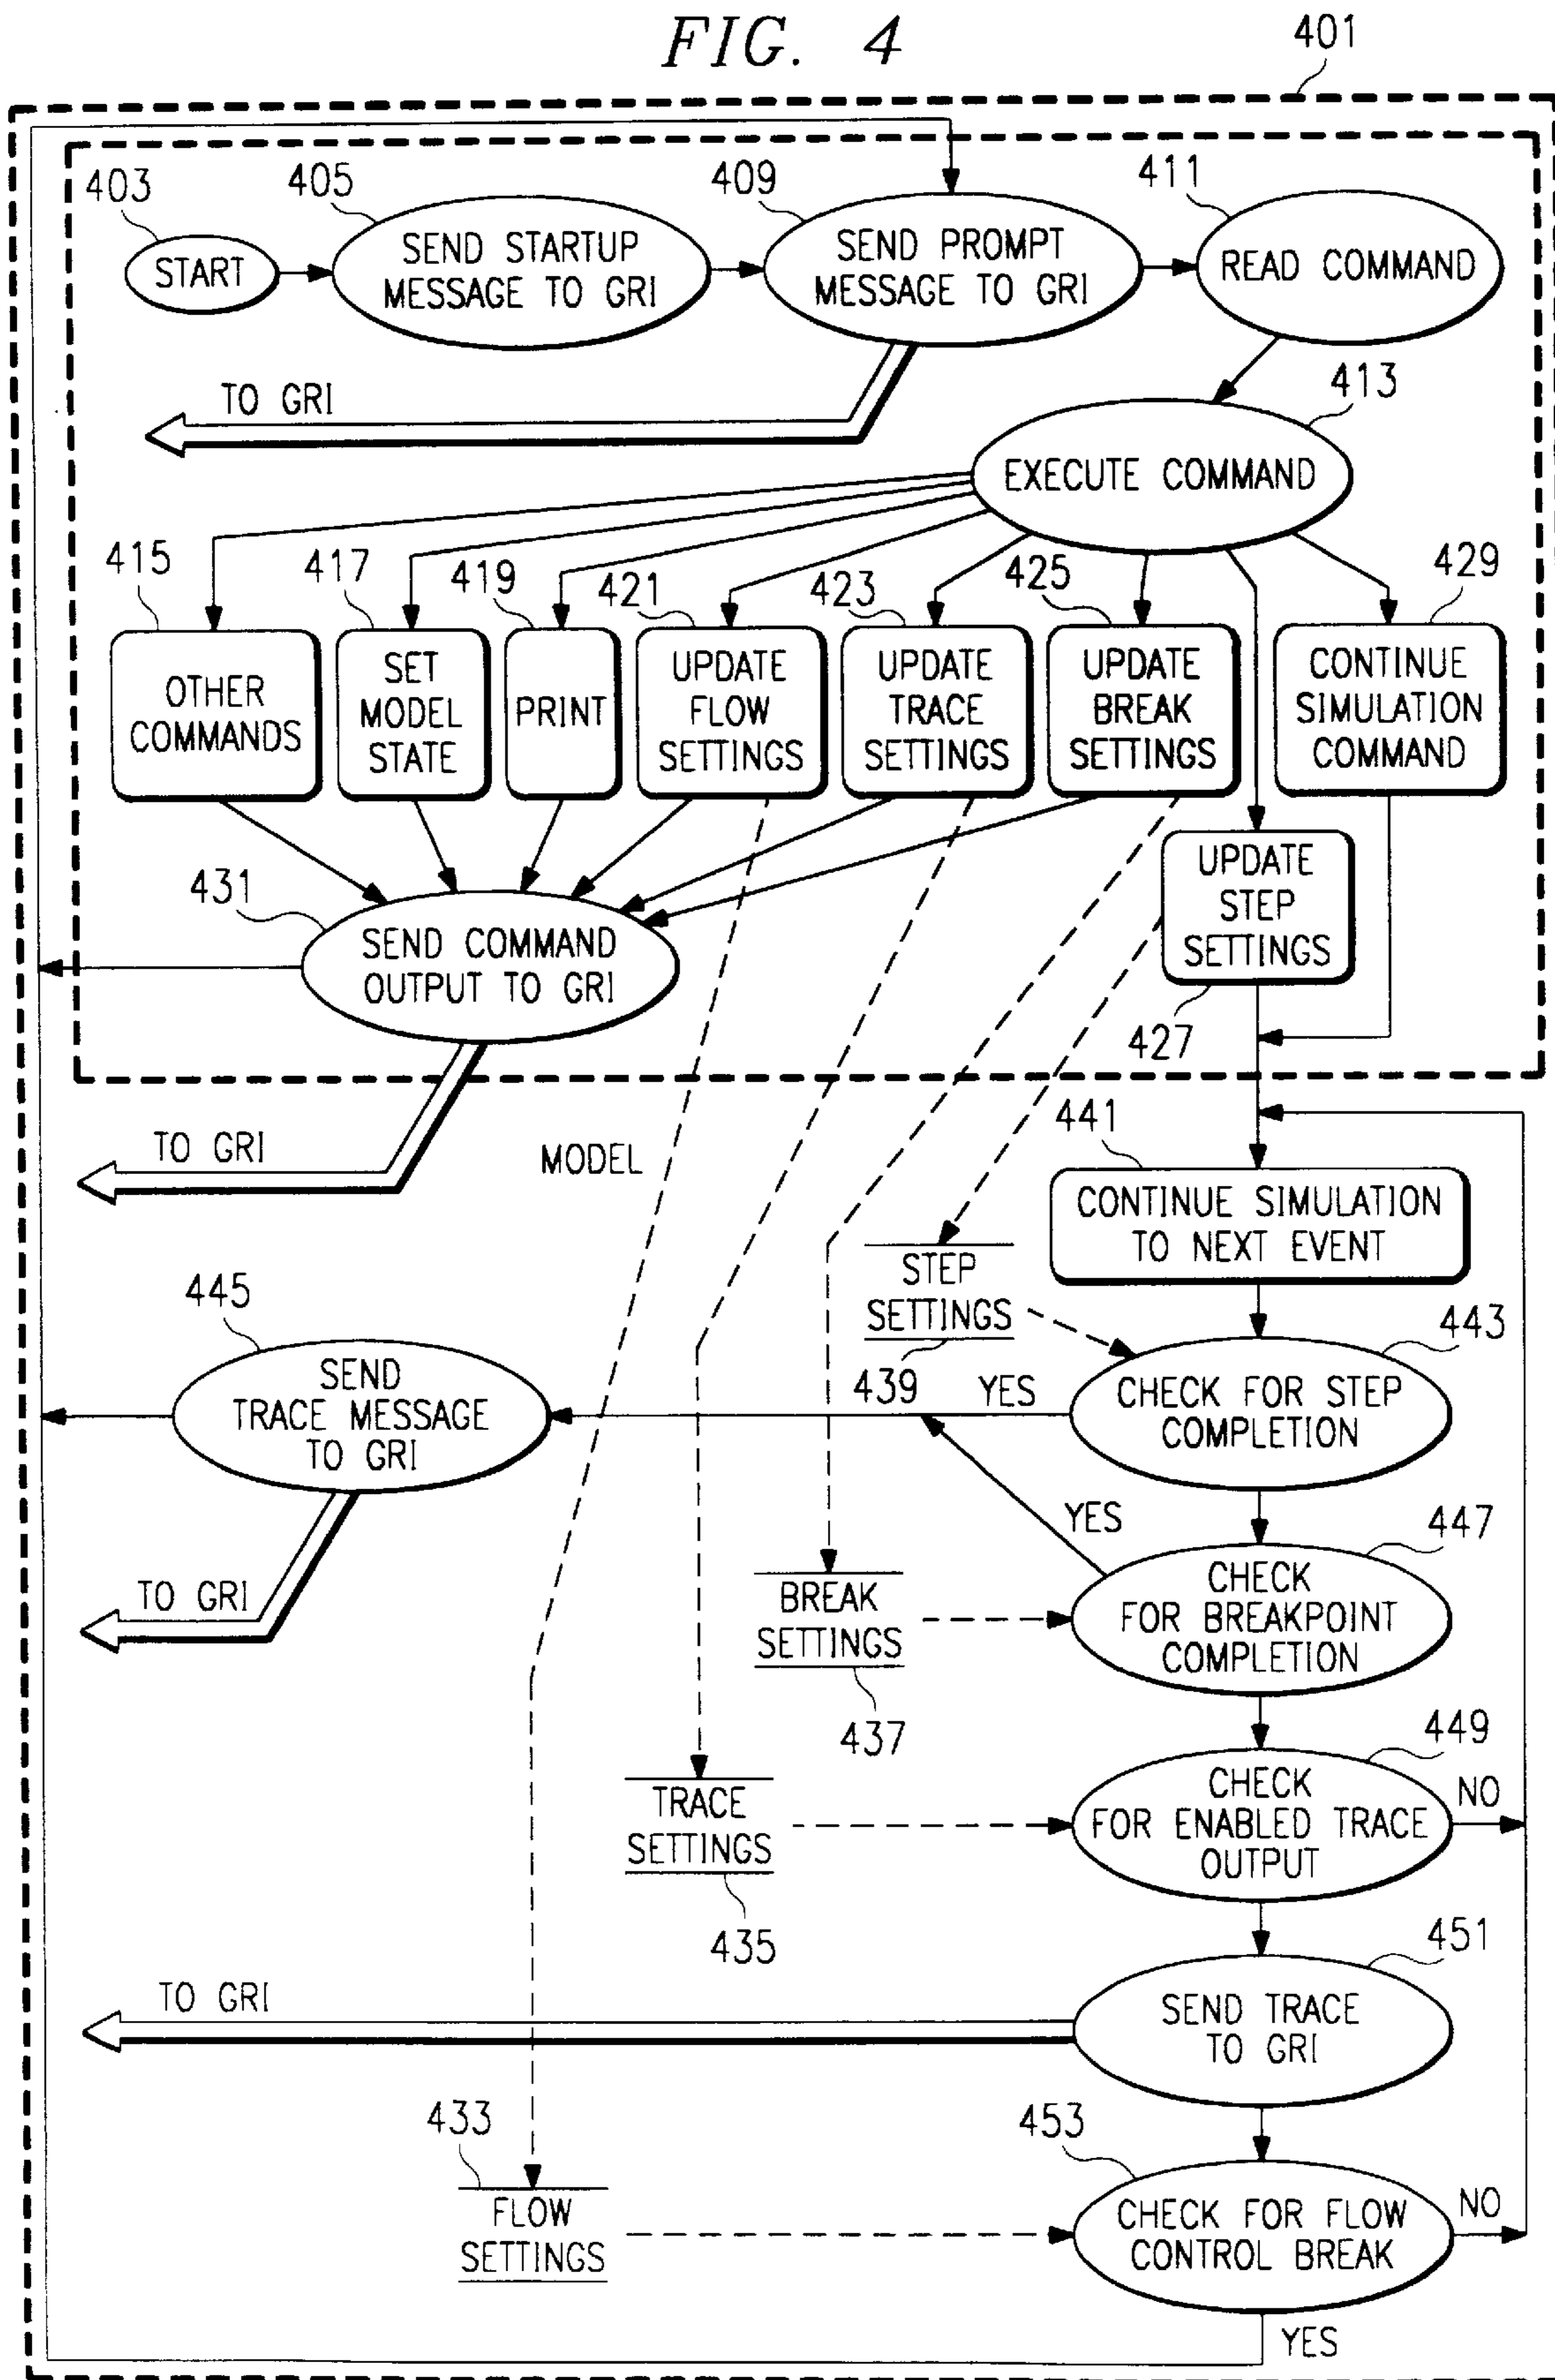 FIG. 4
401
403
405
409
411
START
SEND STARTUP
MESSAGE TO GRI
SEND PROMPT
MESSAGE TO GRI
READ COMMAND
TO GRI
413
EXECUTE COMMAND
415
417
419
421
423
425
429
OTHER
COMMANDS
SET
MODEL
STATE
PRINT
UPDATE
FLOW
SETTINGS
UPDATE
TRACE
SETTINGS
UPDATE
BREAK
SETTINGS
CONTINUE
SIMULATION
COMMAND
UPDATE
STEP
SETTINGS
427
431
SEND COMMAND
OUTPUT TO GRI
TO GRI
MODEL
441
CONTINUE SIMULATION
TO NEXT EVENT
STEP
SETTINGS
439
443
CHECK FOR STEP
COMPLETION
YES
445
SEND
TRACE MESSAGE
TO GRI
TO GRI
YES
447
CHECK
FOR BREAKPOINT
COMPLETION
BREAK
SETTINGS
437
449
CHECK
FOR ENABLED TRACE
OUTPUT
NO
TRACE
SETTINGS
435
451
SEND TRACE
TO GRI
TO GRI
433
FLOW
SETTINGS
453
CHECK FOR FLOW
CONTROL BREAK
NO
YES